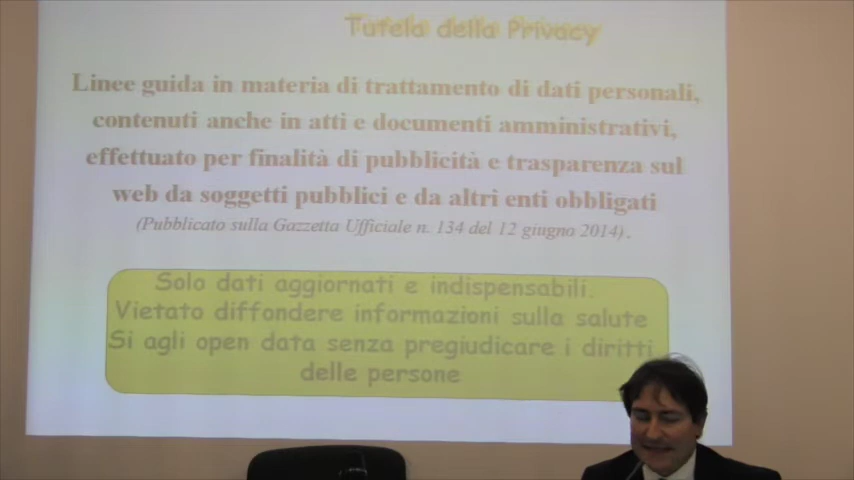 Tutela della Privacy
Linee guida in materia di trattamento di dati personali,
contenuti anche in atti e documenti amministrativi,
effettuato per finalità di pubblicità e trasparenza sul
web da soggetti pubblici e da altri enti obbligati
(Pubblicato sulla Gazzetta Ufficiale n. 134 del 12 giugno 2014).
Solo dati aggiornati e indispensabili.
Vietato diffondere informazioni sulla salute
Si agli open data senza pregiudicare i diritti
delle persone